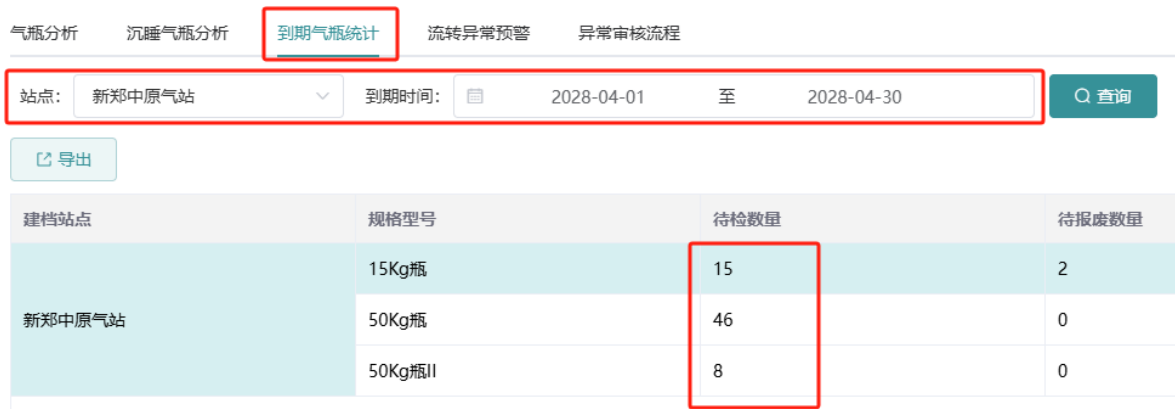 气瓶分析 沉睡气瓶分析 到期气瓶统计 流转异常预警 异常审核流程
站点: 新郑中原气站 到期时间: 2028-04-01 至 2028-04-30 查询
导出
建档站点 规格型号 待检数量 待报废数量
15Kg瓶 15 2
新郑中原气站 50Kg瓶 46 0
50Kg瓶II 8 0